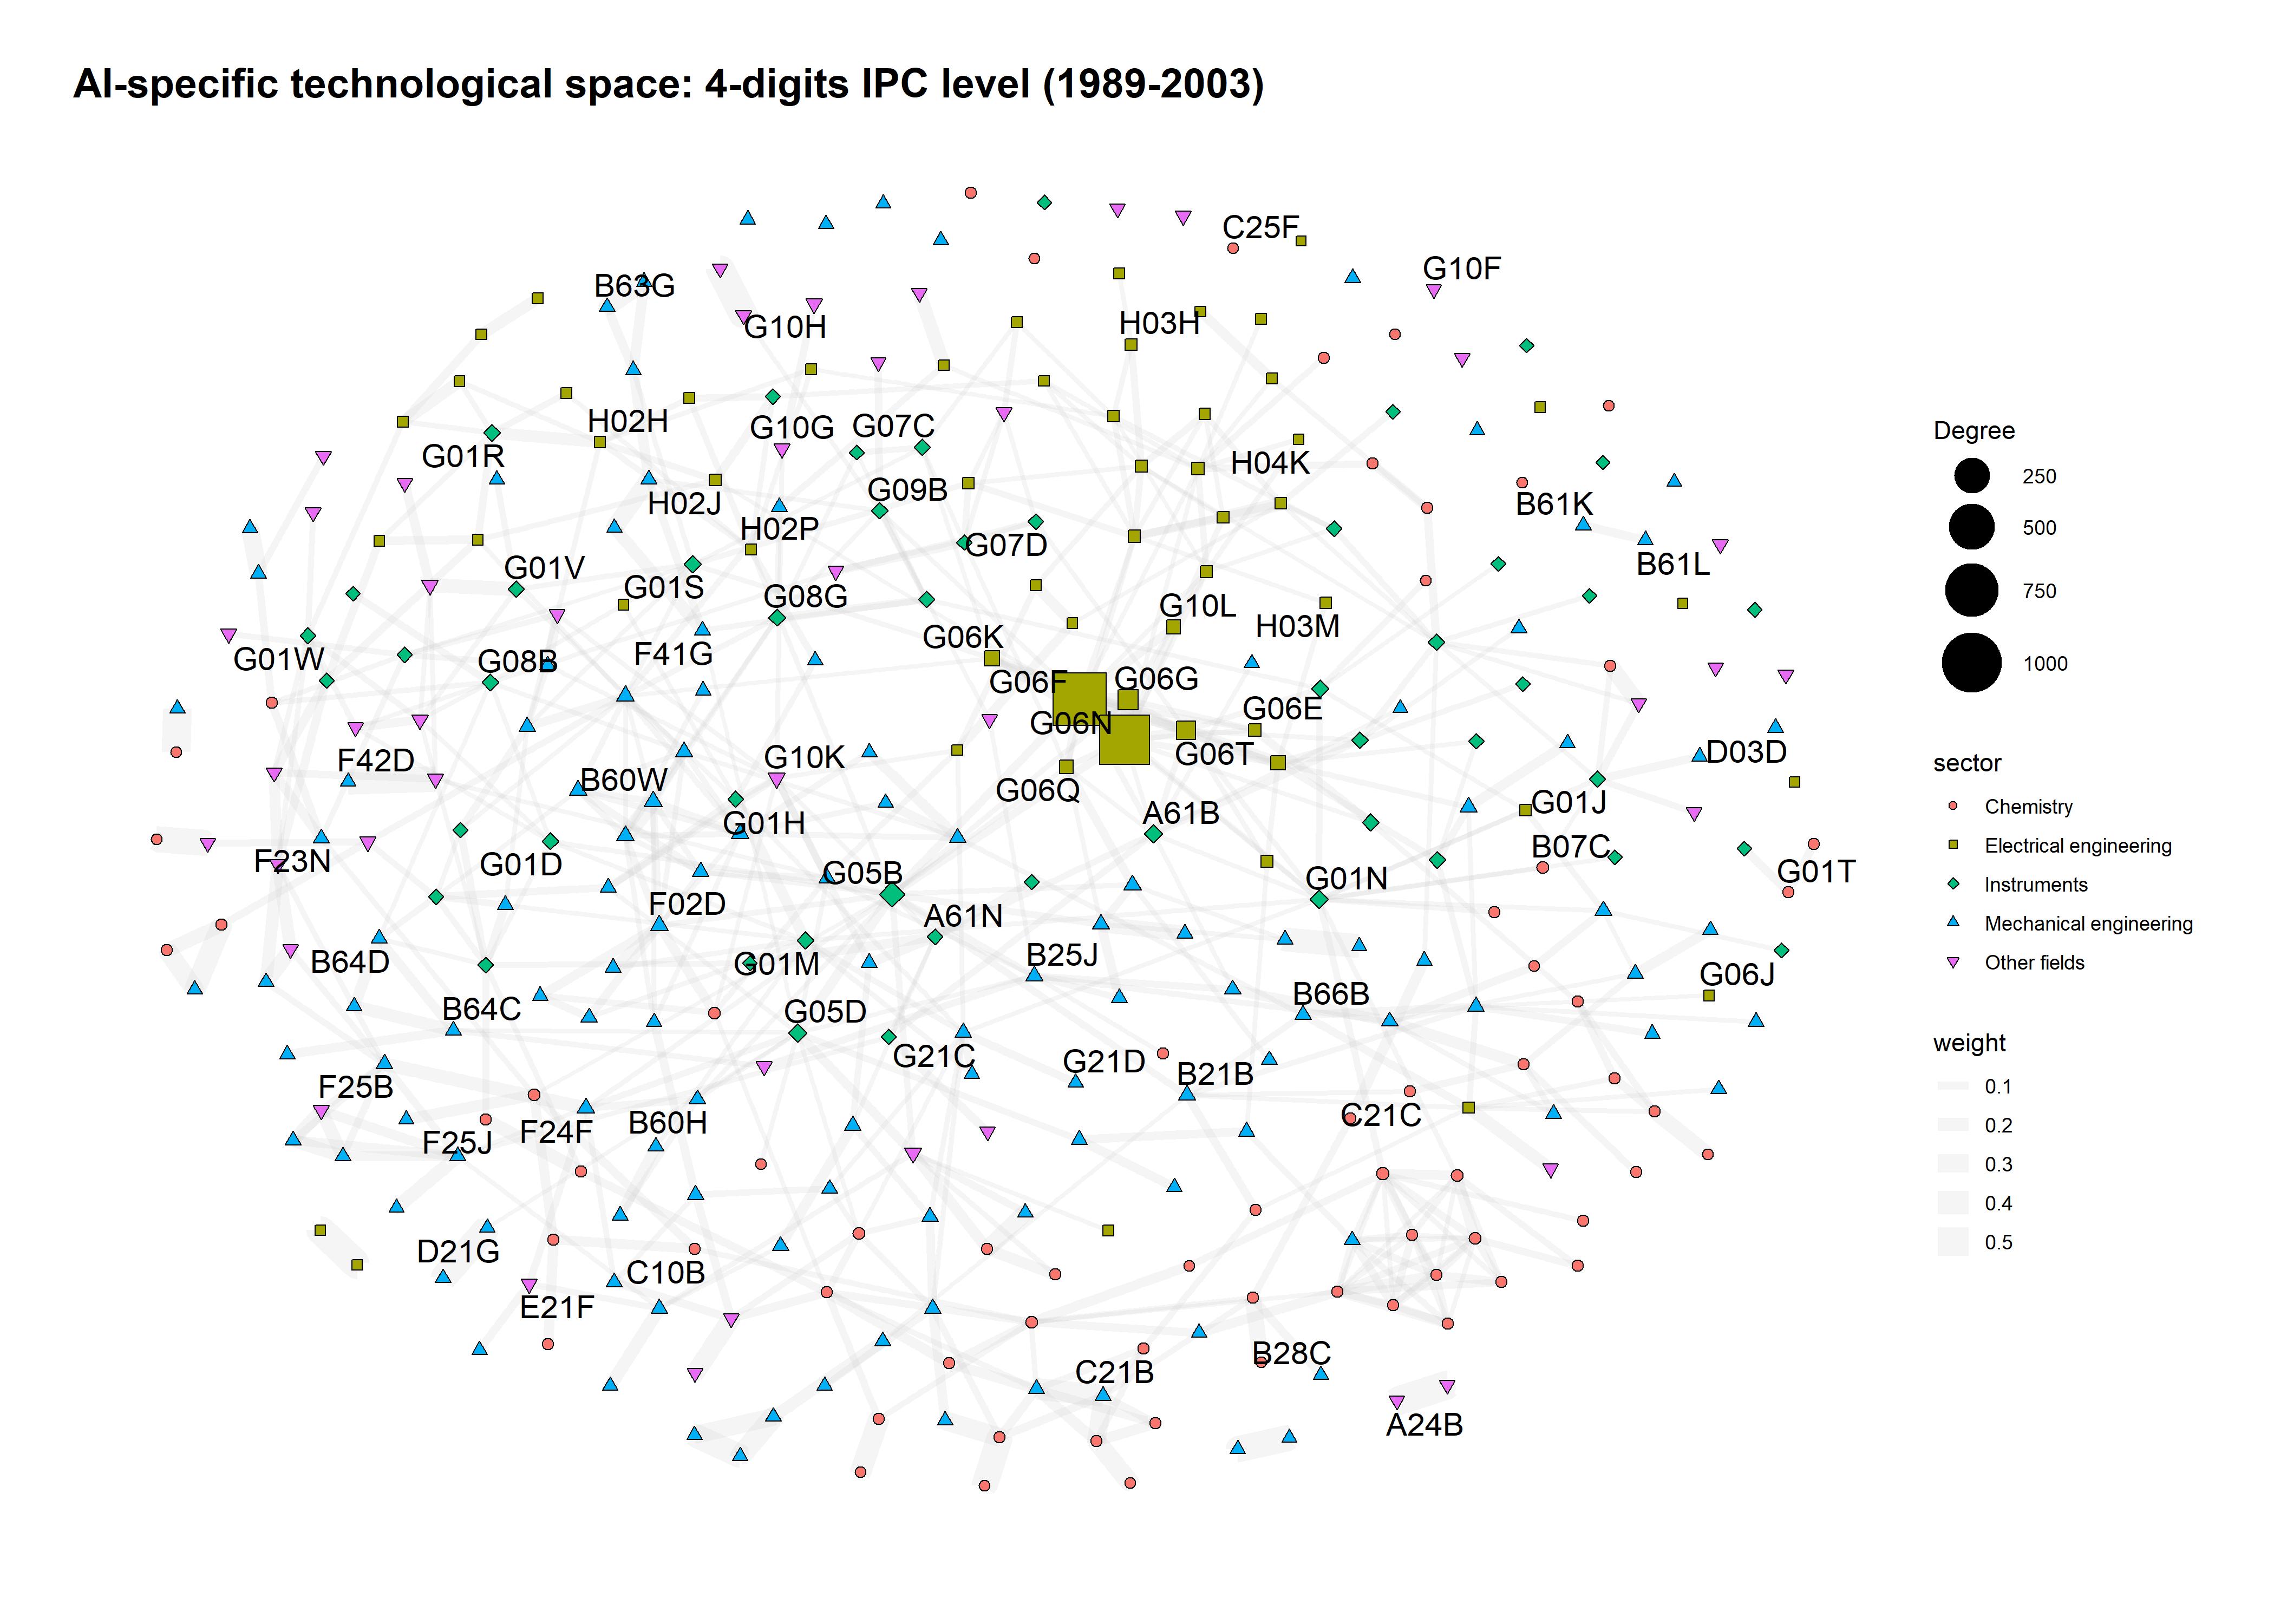 AI-specific technological space: 4-digits IPC level (1989-2003)
C25F
G10F
B63G
G10H
H03H
H02H
G10G
G07C
G01R
H04K
H02J
G09B
B61K
H02P
G07D
B61L
G01V
G01S
G08G
G10L
H03M
G06K
G01W
G08B
F41G
G06F
G06G
G06E
G06N
G06T
D03D
F42D
G10K
B60W
G06Q
G01J
A61B
G01H
B07C
F23N
G01D
G05B
G01N
G01T
F02D
A61N
B64D
G01M
B25J
G06J
B66B
B64C
G05D
G21C
G21D
B21B
F25B
C21C
F25J
F24F
B60H
D21G
C10B
E21F
B28C
C21B
A24B
Degree
250
500
750
1000
sector
Chemistry
Electrical engineering
Instruments
Mechanical engineering
Other fields
weight
0.1
0.2
0.3
0.4
0.5